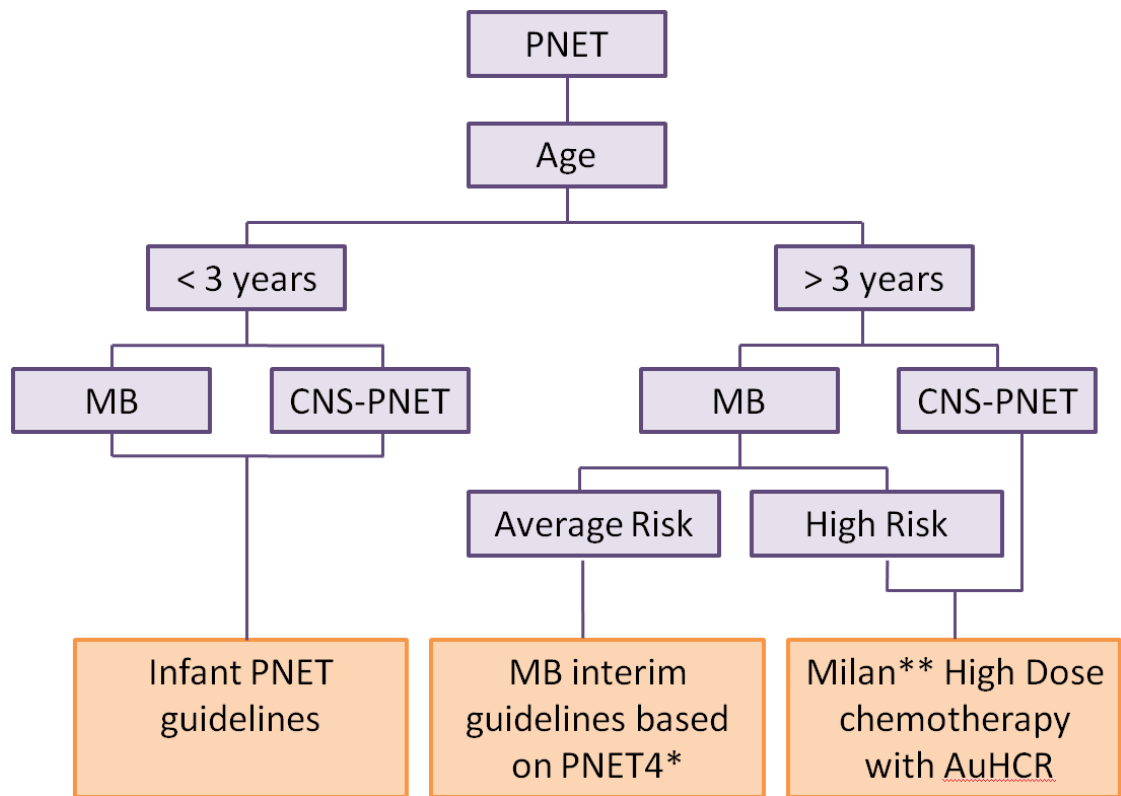 PNET
Age
< 3 years
> 3 years
MB
CNS-PNET
MB
CNS-PNET
Average Risk
High Risk
Infant PNET
guidelines
MB interim
guidelines based
on PNET4*
Milan** High Dose
chemotherapy
with AuHCR